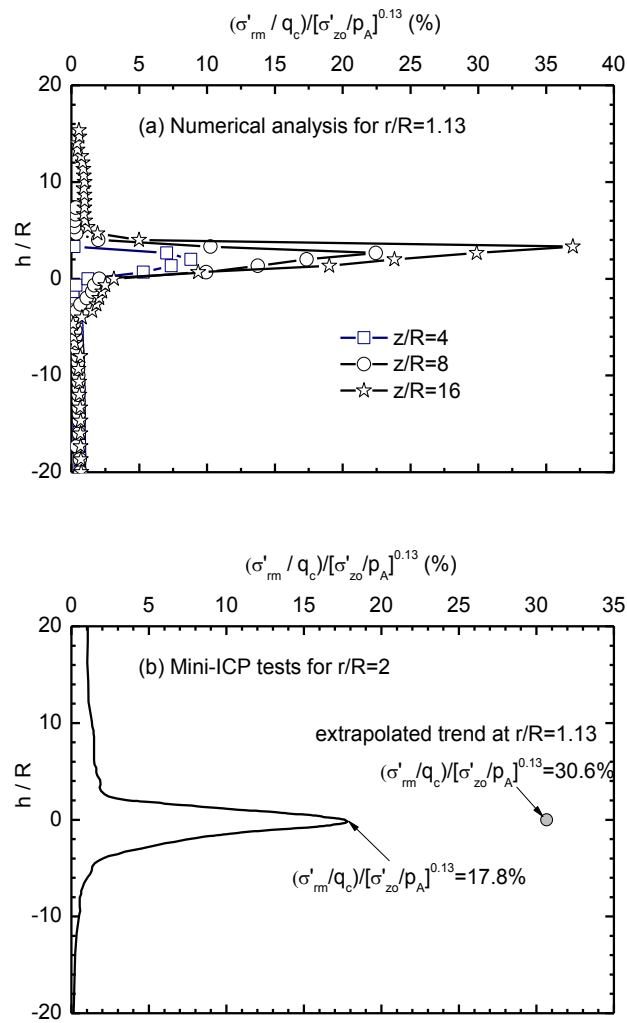 (σ'rm / qc)/[σ'zo/pA]^0.13 (%)
0 5 10 15 20 25 30 35 40
20
(a) Numerical analysis for r/R=1.13
10
h / R
0
z/R=4
z/R=8
-10
z/R=16
-20
(σ'rm / qc)/[σ'zo/pA]^0.13 (%)
0 5 10 15 20 25 30 35
20
(b) Mini-ICP tests for r/R=2
10
extrapolated trend at r/R=1.13
(σ'rm/qc)/[σ'zo/pA]^0.13=30.6%
h / R
0
(σ'rm/qc)/[σ'zo/pA]^0.13=17.8%
-10
-20